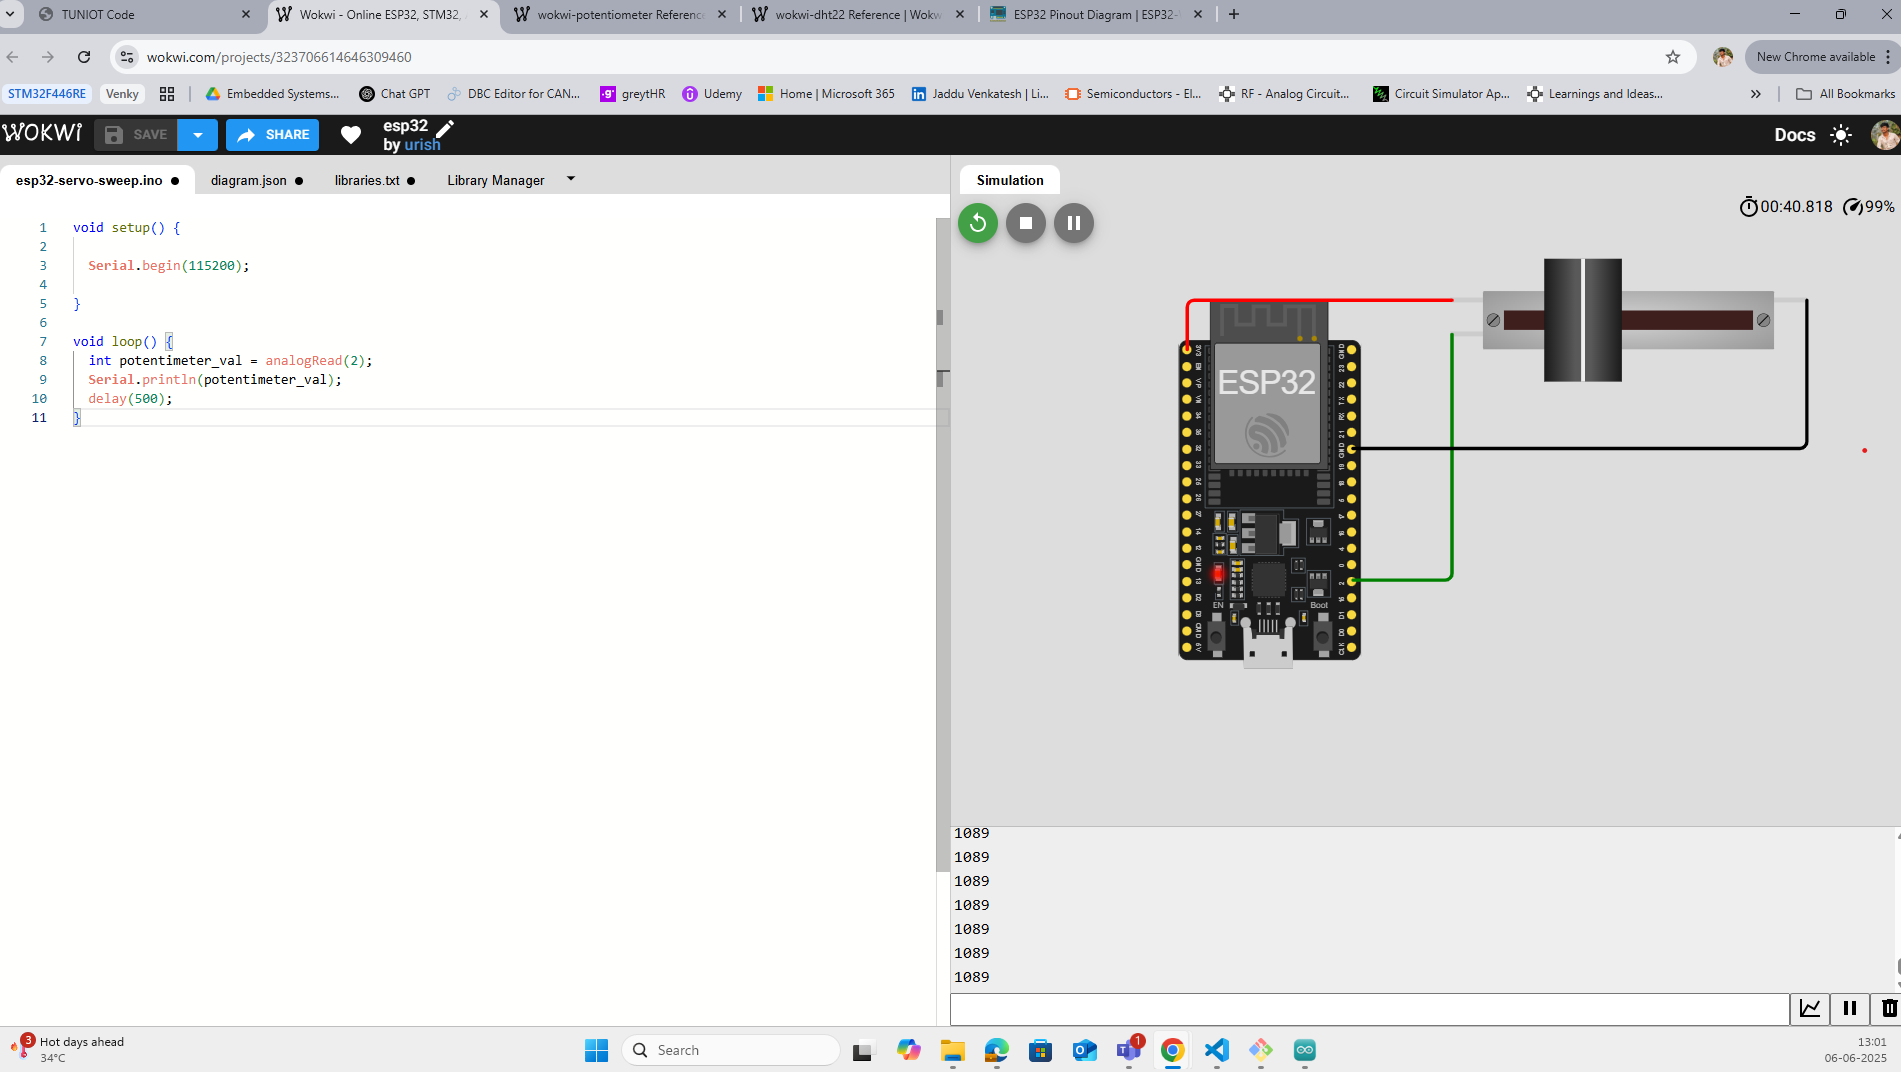 TUNIOT Code
Wokwi - Online ESP32, STM32,
wokwi-potentiometer Reference
wokwi-dht22 Reference | Wokw
ESP32 Pinout Diagram | ESP32-
wokwi.com/projects/323706614646309460
New Chrome available
STM32F446RE
Venky
Embedded Systems...
Chat GPT
DBC Editor for CAN...
greytHR
Udemy
Home | Microsoft 365
Jaddu Venkatesh | Li...
Semiconductors - El...
RF - Analog Circuit...
Circuit Simulator Ap...
Learnings and Ideas...
All Bookmarks
WOKWI
SAVE
SHARE
esp32
by urish
Docs
esp32-servo-sweep.ino
diagram.json
libraries.txt
Library Manager
Simulation
00:40.818
99%
1 void setup() {
2
3 Serial.begin(115200);
4
5 }
6
7 void loop() {
8 int potentimeter_val = analogRead(2);
9 Serial.println(potentimeter_val);
10 delay(500);
11 }
ESP32
EN
Boot
1089
1089
1089
1089
1089
1089
1089
3
Hot days ahead
34°C
Search
1
13:01
06-06-2025